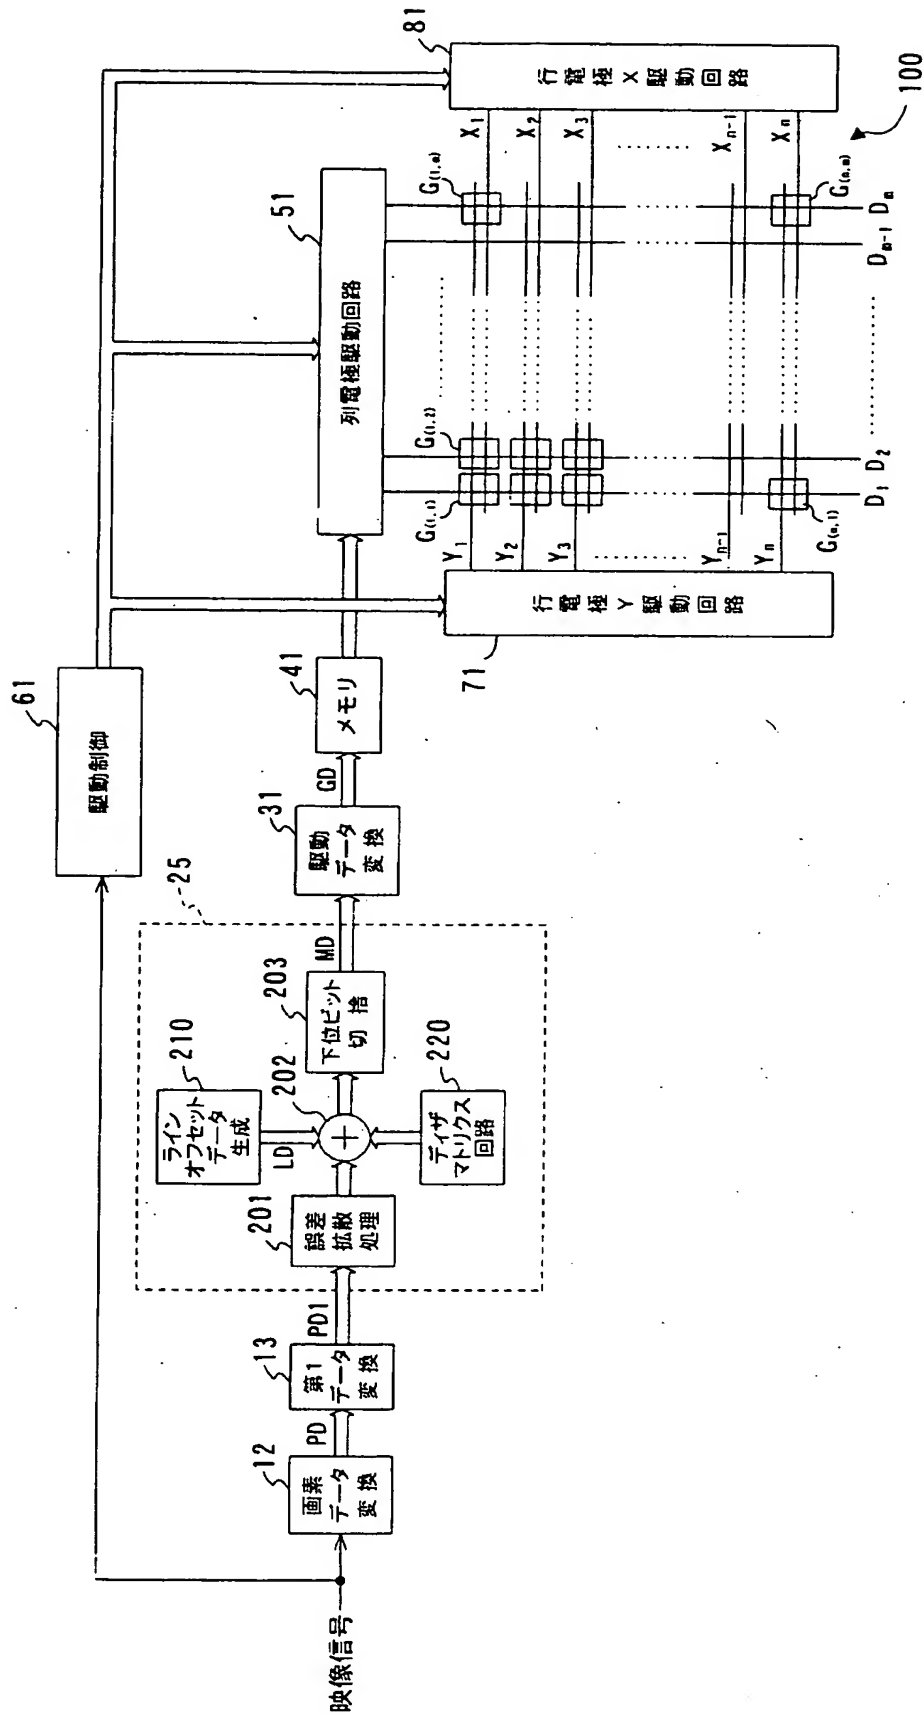 61
駆動制御
51
列電極駆動回路
81
行電極X駆動回路
71
行電極Y駆動回路
100
X1
X2
X3
Xn-1
Xn
Y1
Y2
Y3
Yn-1
Yn
G(1,1)
G(1,2)
G(1,m)
G(n,1)
G(n,m)
D1
D2
Dm-1
Dm
映像信号
12
画素
データ
変換
PD
13
第1
データ
変換
PD1
25
201
誤差
拡散
処理
210
ライン
オフセット
データ
生成
LD
202
+
220
ディザ
マトリクス
回路
203
下位ビット
切捨
MD
31
駆動
データ
変換
GD
41
メモリ